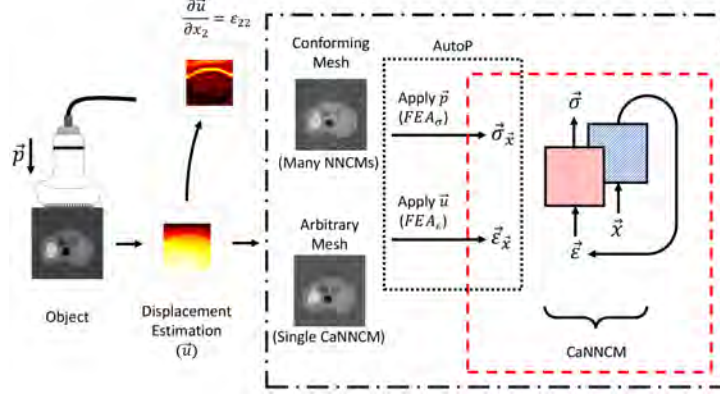 ∂u⃗/∂x₂ = ε₂₂
p⃗
Object
Displacement
Estimation
(u⃗)
Conforming
Mesh
(Many NNCMs)
Arbitrary
Mesh
(Single CaNNCM)
AutoP
Apply p⃗
(FEA_σ)
σ⃗_x⃗
Apply u⃗
(FEA_ε)
ε⃗_x⃗
σ⃗
ε⃗
x⃗
CaNNCM